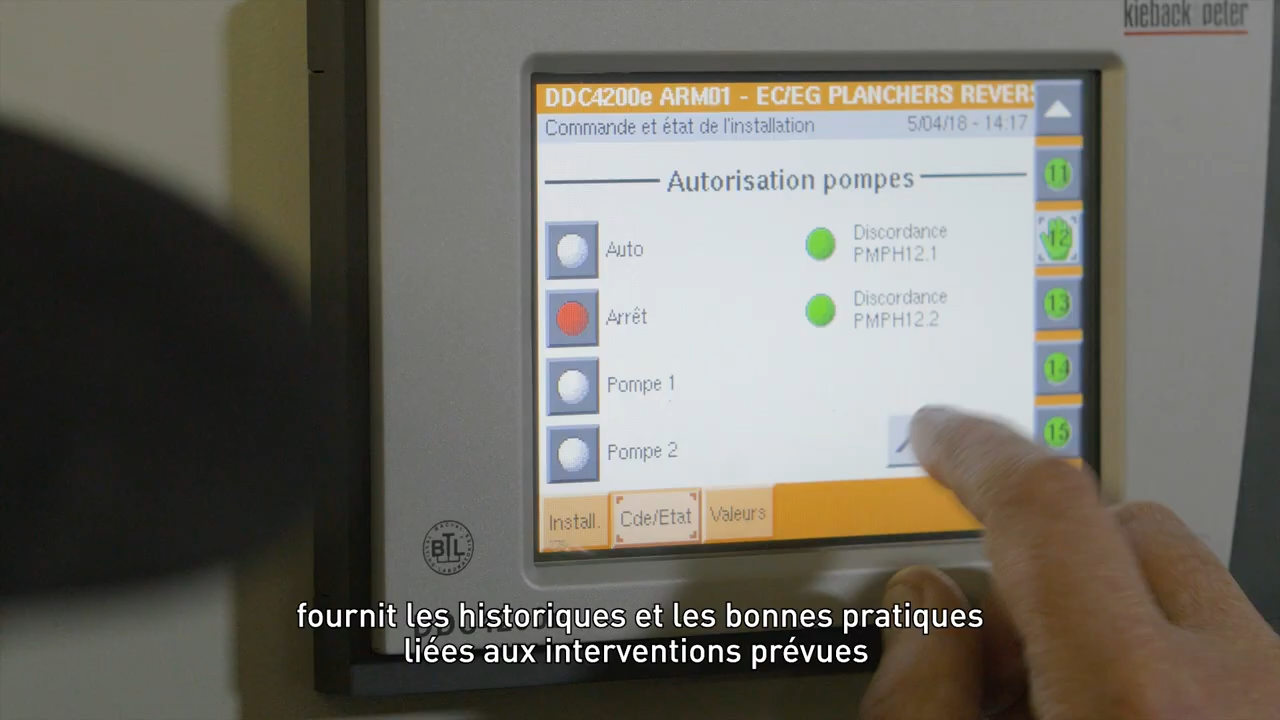 kieback peter
DDC4200e ARM01 - EC/EG PLANCHERS REVERS
Commande et état de l'installation 5/04/18 - 14:17
Autorisation pompes
11
12
13
14
15
Auto
Arrêt
Pompe 1
Pompe 2
Discordance
PMPH12.1
Discordance
PMPH12.2
Install.
Cde/Etat
Valeurs
BTL
fournit les historiques et les bonnes pratiques
liées aux interventions prévues